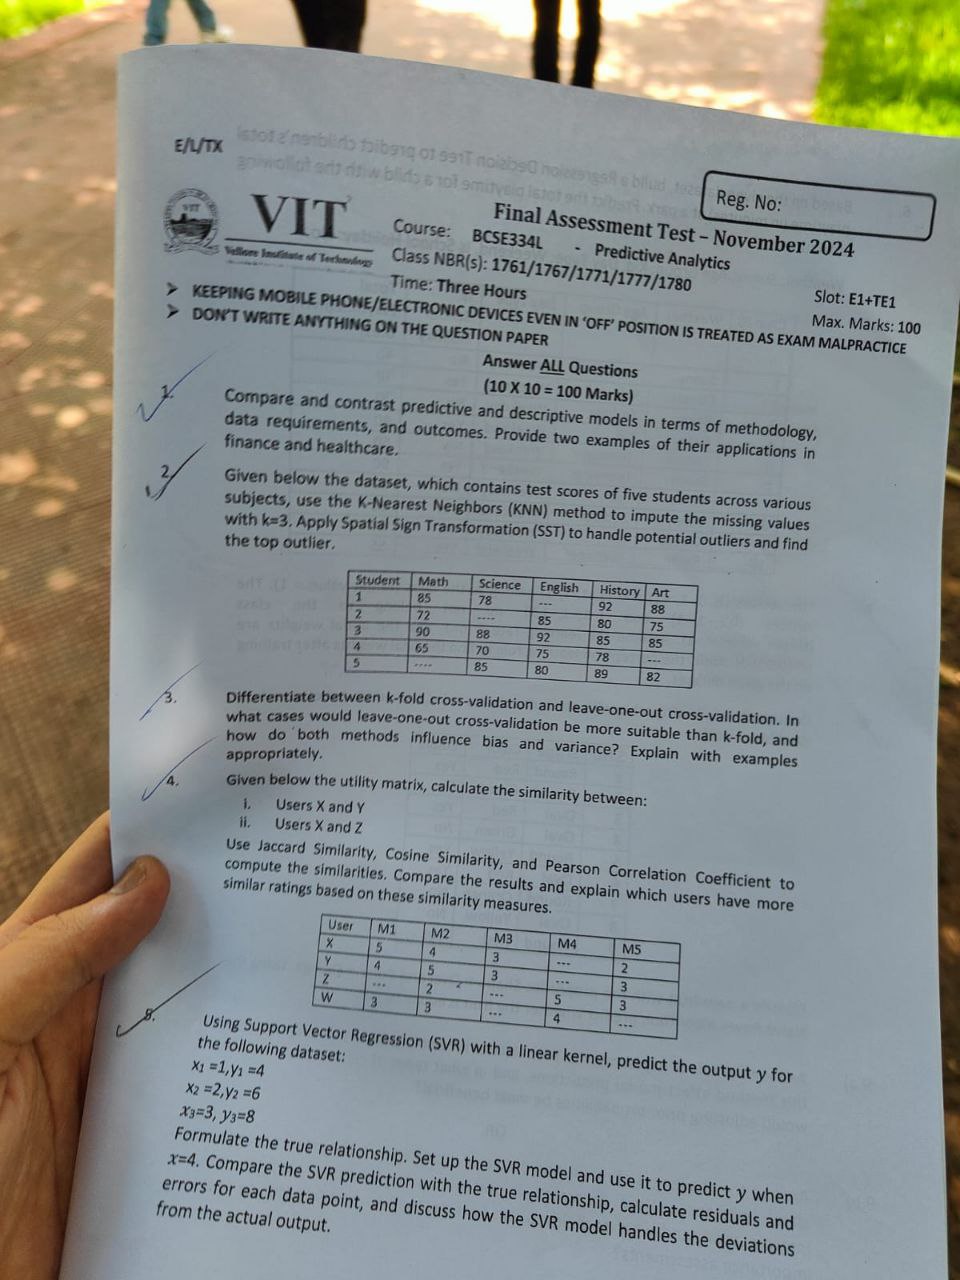 E/L/TX
Reg. No:
VIT
VIT
Vellore Institute of Technology
Final Assessment Test – November 2024
Course: BCSE334L - Predictive Analytics
Class NBR(s): 1761/1767/1771/1777/1780
Slot: E1+TE1
Time: Three Hours
Max. Marks: 100
➤ KEEPING MOBILE PHONE/ELECTRONIC DEVICES EVEN IN ‘OFF’ POSITION IS TREATED AS EXAM MALPRACTICE
➤ DON’T WRITE ANYTHING ON THE QUESTION PAPER
Answer ALL Questions
(10 X 10 = 100 Marks)
1. Compare and contrast predictive and descriptive models in terms of methodology,
data requirements, and outcomes. Provide two examples of their applications in
finance and healthcare.
2. Given below the dataset, which contains test scores of five students across various
subjects, use the K-Nearest Neighbors (KNN) method to impute the missing values
with k=3. Apply Spatial Sign Transformation (SST) to handle potential outliers and find
the top outlier.
Student Math Science English History Art
1 85 78 --- 92 88
2 72 ---- 85 80 75
3 90 88 92 85 85
4 65 70 75 78 ---
5 ---- 85 80 89 82
3. Differentiate between k-fold cross-validation and leave-one-out cross-validation. In
what cases would leave-one-out cross-validation be more suitable than k-fold, and
how do both methods influence bias and variance? Explain with examples
appropriately.
4. Given below the utility matrix, calculate the similarity between:
i. Users X and Y
ii. Users X and Z
Use Jaccard Similarity, Cosine Similarity, and Pearson Correlation Coefficient to
compute the similarities. Compare the results and explain which users have more
similar ratings based on these similarity measures.
User M1 M2 M3 M4 M5
X 5 4 3 --- 2
Y 4 5 3 --- 3
Z --- 2 --- 5 3
W 3 3 --- 4 ---
5. Using Support Vector Regression (SVR) with a linear kernel, predict the output y for
the following dataset:
x₁ =1,y₁ =4
x₂ =2,y₂ =6
x₃=3, y₃=8
Formulate the true relationship. Set up the SVR model and use it to predict y when
x=4. Compare the SVR prediction with the true relationship, calculate residuals and
errors for each data point, and discuss how the SVR model handles the deviations
from the actual output.